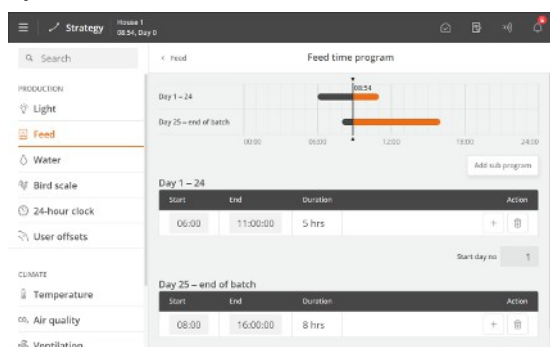 Strategy
House 1
08:54, Day 0
Search
Feed
Feed time program
PRODUCTION
Light
Feed
Water
Bird scale
24-hour clock
User offsets
CLIMATE
Temperature
CO₂ Air quality
Ventilation
08:54
Day 1 – 24
Day 25 – end of batch
00:00 06:00 12:00 18:00 24:00
Add sub program
Day 1 – 24
Start End Duration Action
06:00 11:00:00 5 hrs +
Start day no 1
Day 25 – end of batch
Start End Duration Action
08:00 16:00:00 8 hrs +